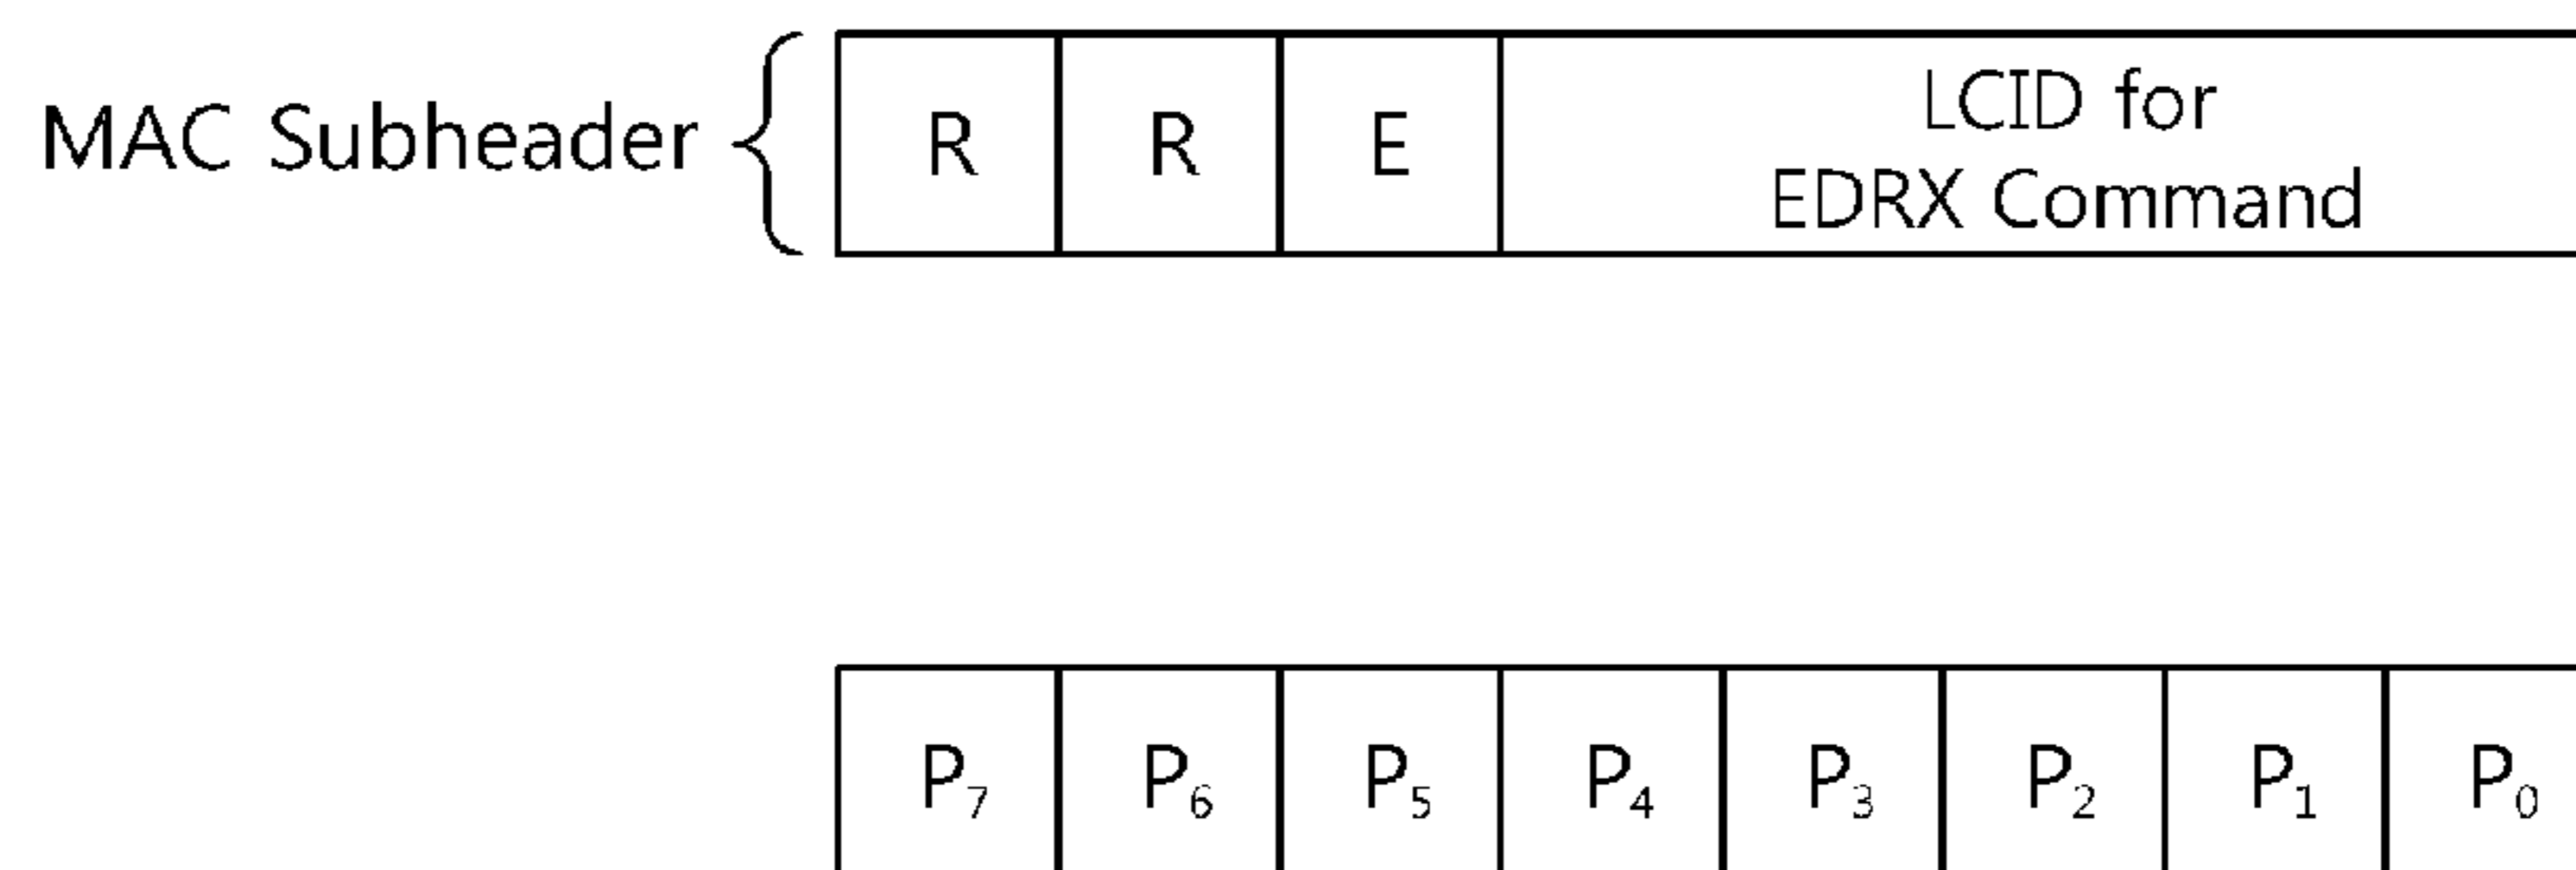 MAC Subheader R R E LCID for
EDRX Command
P₇ P₆ P₅ P₄ P₃ P₂ P₁ P₀